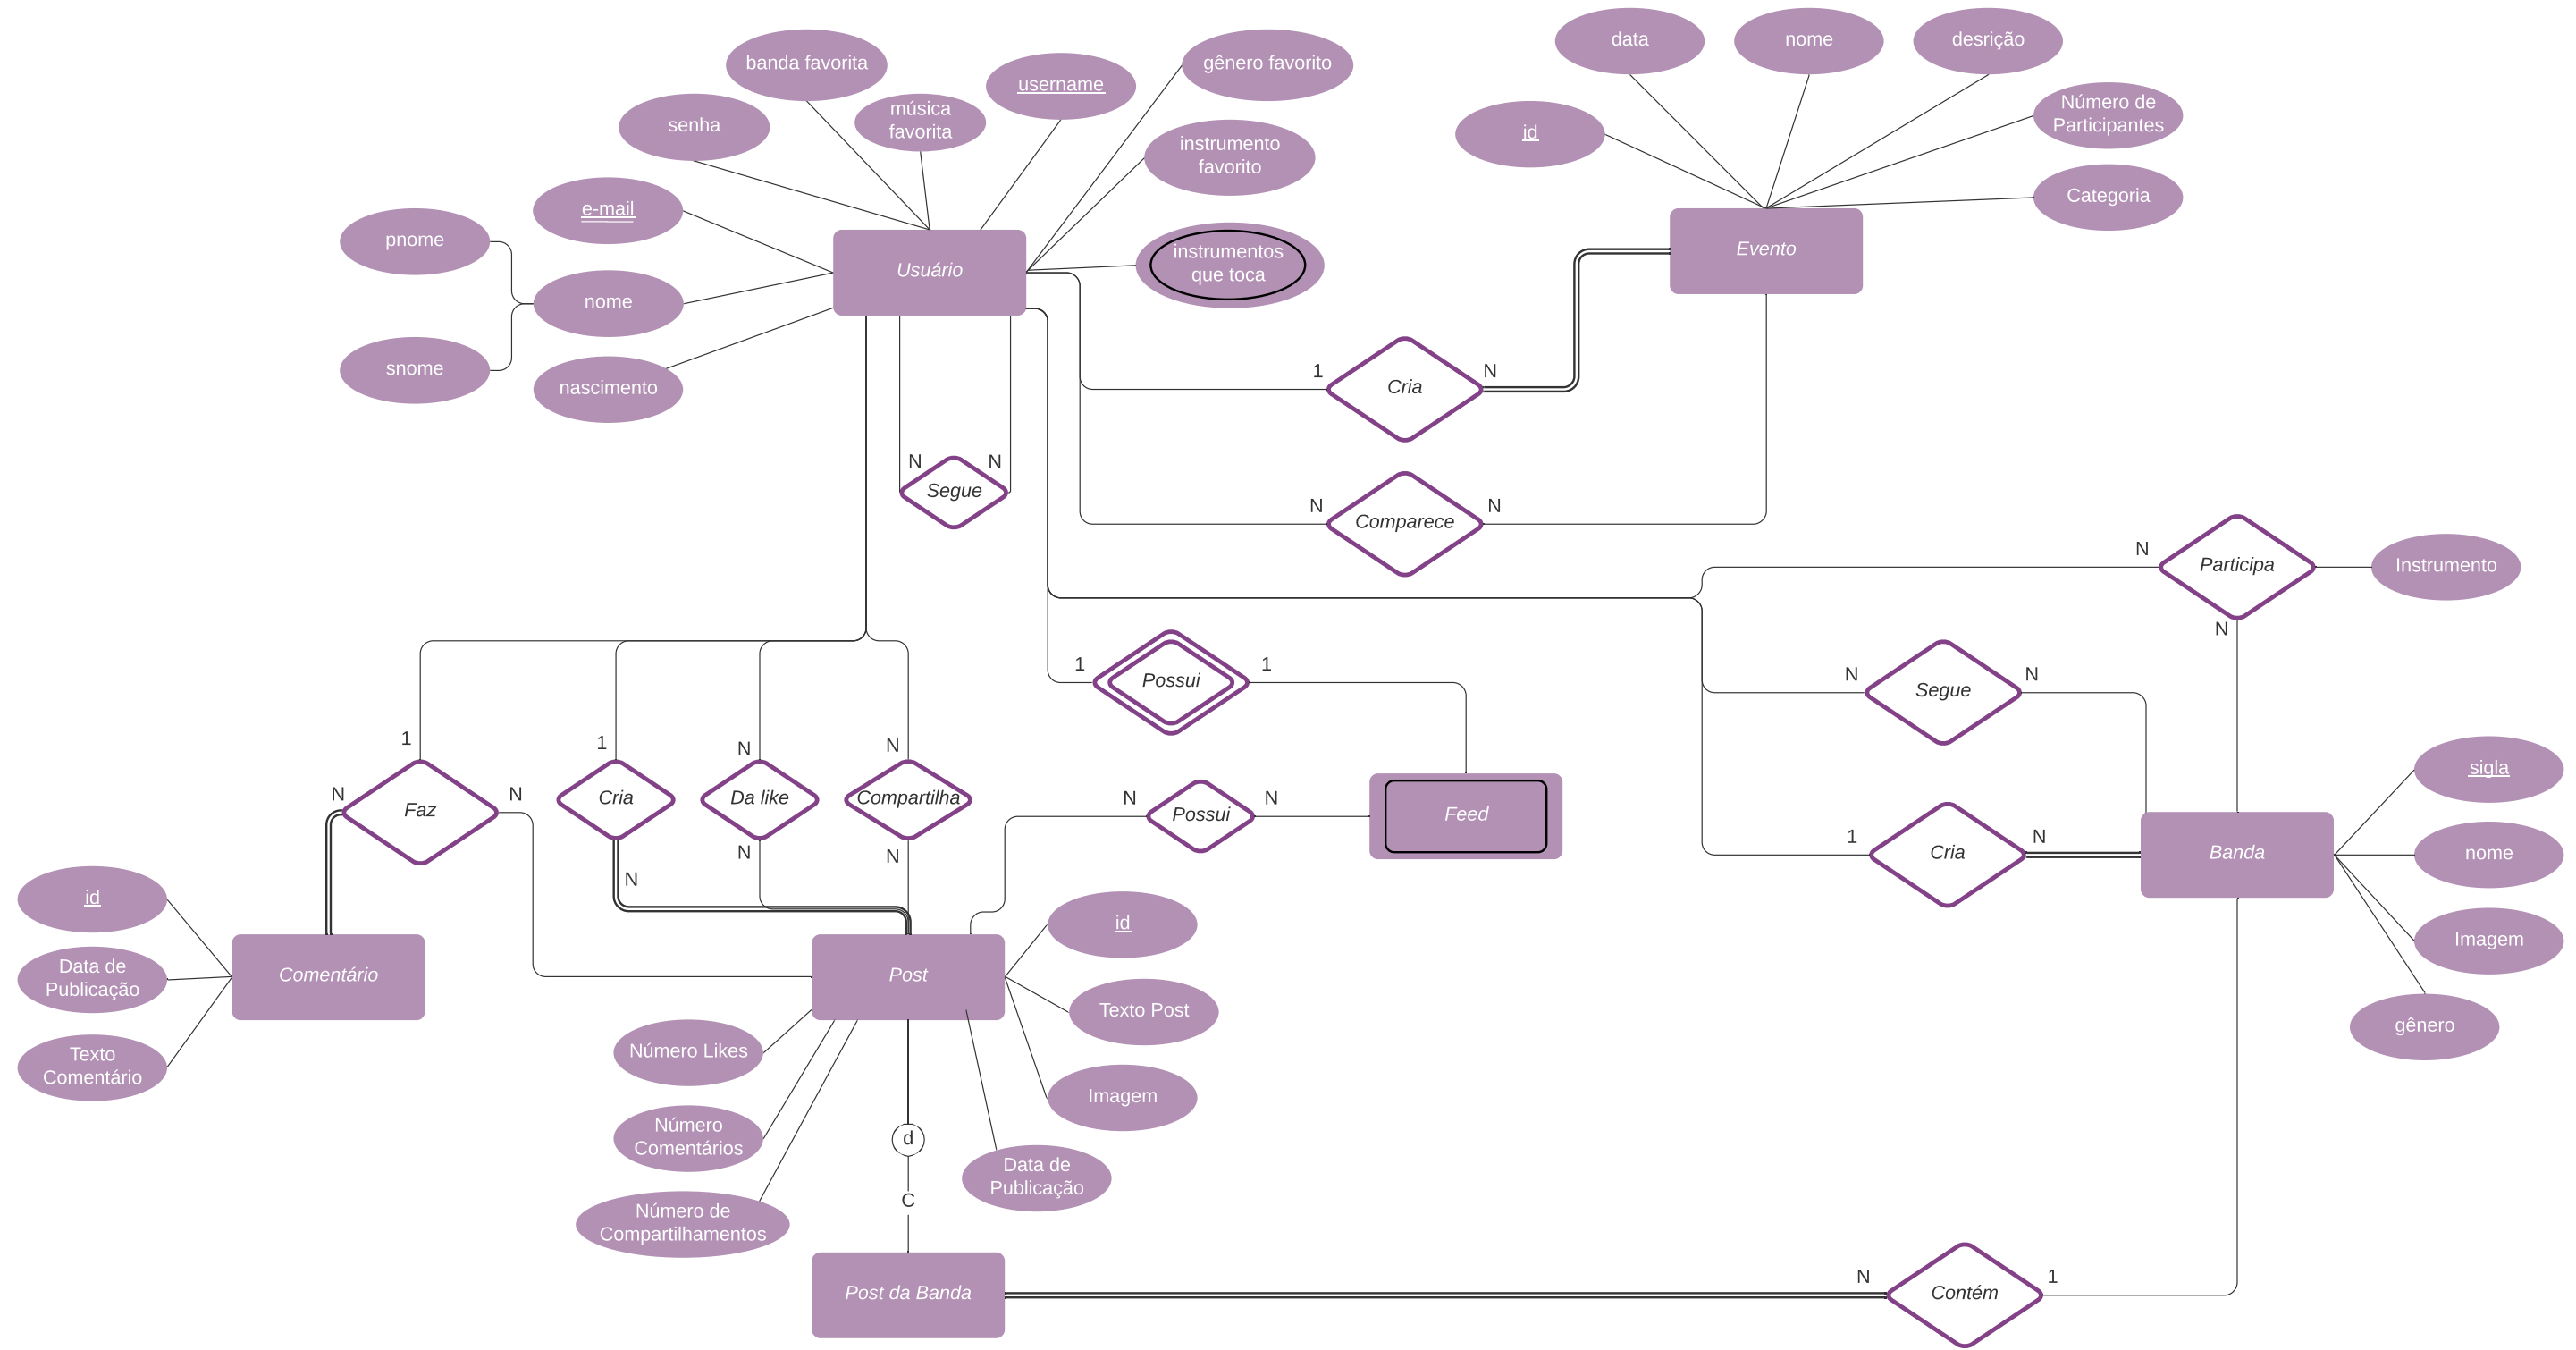 data
nome
desrição
banda favorita
gênero favorito
username
música
favorita
senha
id
Número de
Participantes
instrumento
favorito
Categoria
e-mail
pnome
nome
snome
nascimento
Usuário
instrumentos
que toca
Evento
1
Cria
N
N
Segue
N
N
Comparece
N
N
Participa
N
Instrumento
1
Possui
1
N
Segue
N
1
N
Faz
N
1
Cria
N
N
Da like
N
N
Compartilha
N
N
Possui
N
Feed
1
Cria
N
Banda
sigla
nome
Imagem
gênero
id
Data de
Publicação
Texto
Comentário
Comentário
Post
id
Texto Post
Imagem
Data de
Publicação
Número Likes
Número
Comentários
Número de
Compartilhamentos
d
C
Post da Banda
N
Contém
1